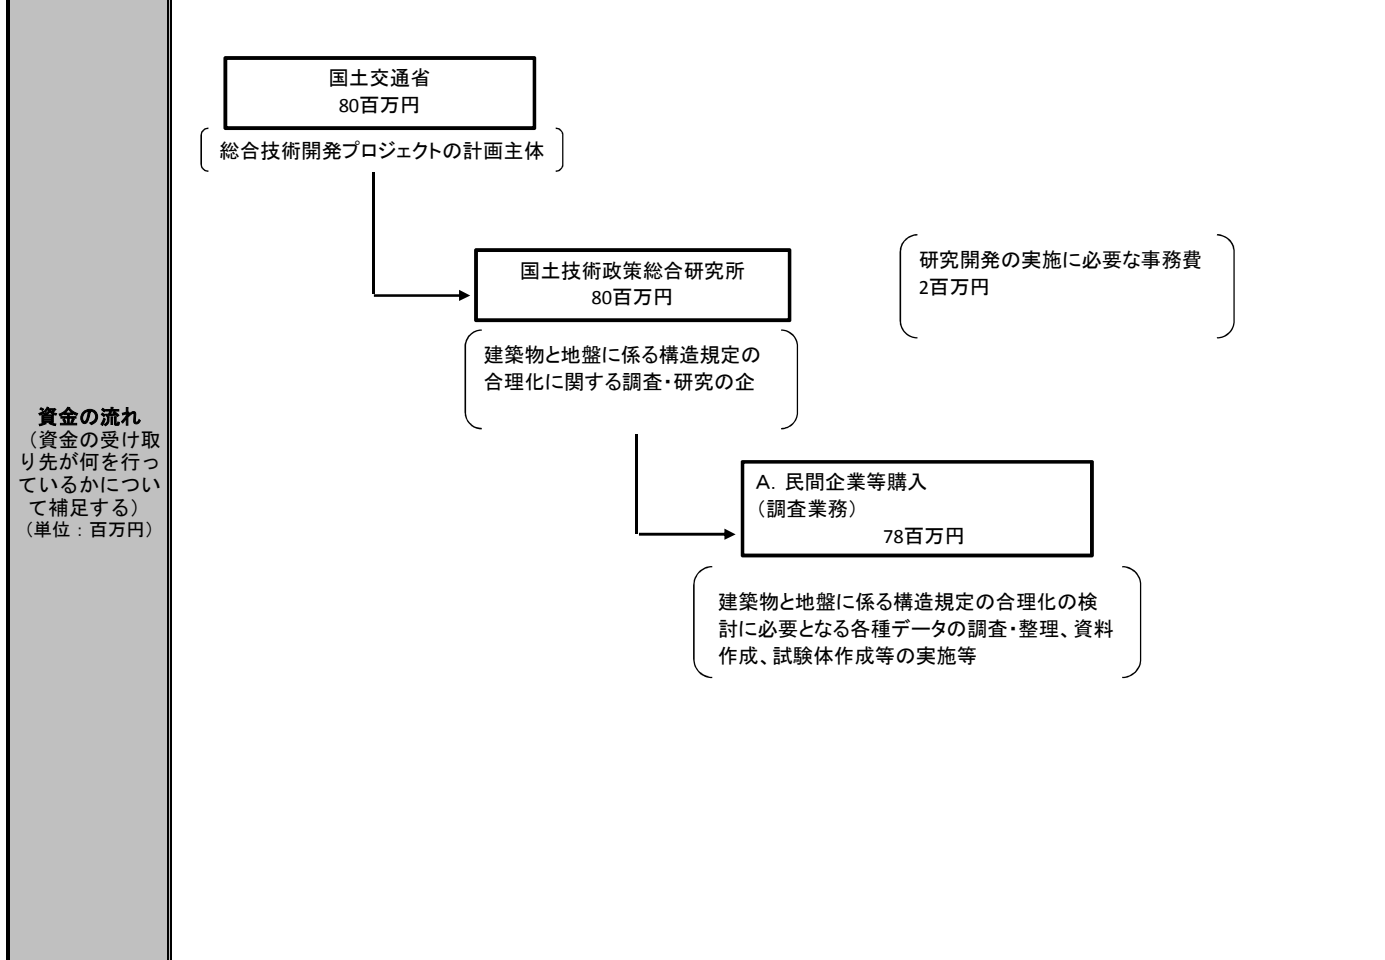 資金の流れ
（資金の受け取
り先が何を行っ
ているかについ
て補足する）
（単位：百万円）
国土交通省
80百万円
総合技術開発プロジェクトの計画主体
国土技術政策総合研究所
80百万円
研究開発の実施に必要な事務費
2百万円
建築物と地盤に係る構造規定の
合理化に関する調査・研究の企
A．民間企業等購入
（調査業務）
78百万円
建築物と地盤に係る構造規定の合理化の検
討に必要となる各種データの調査・整理、資料
作成、試験体作成等の実施等